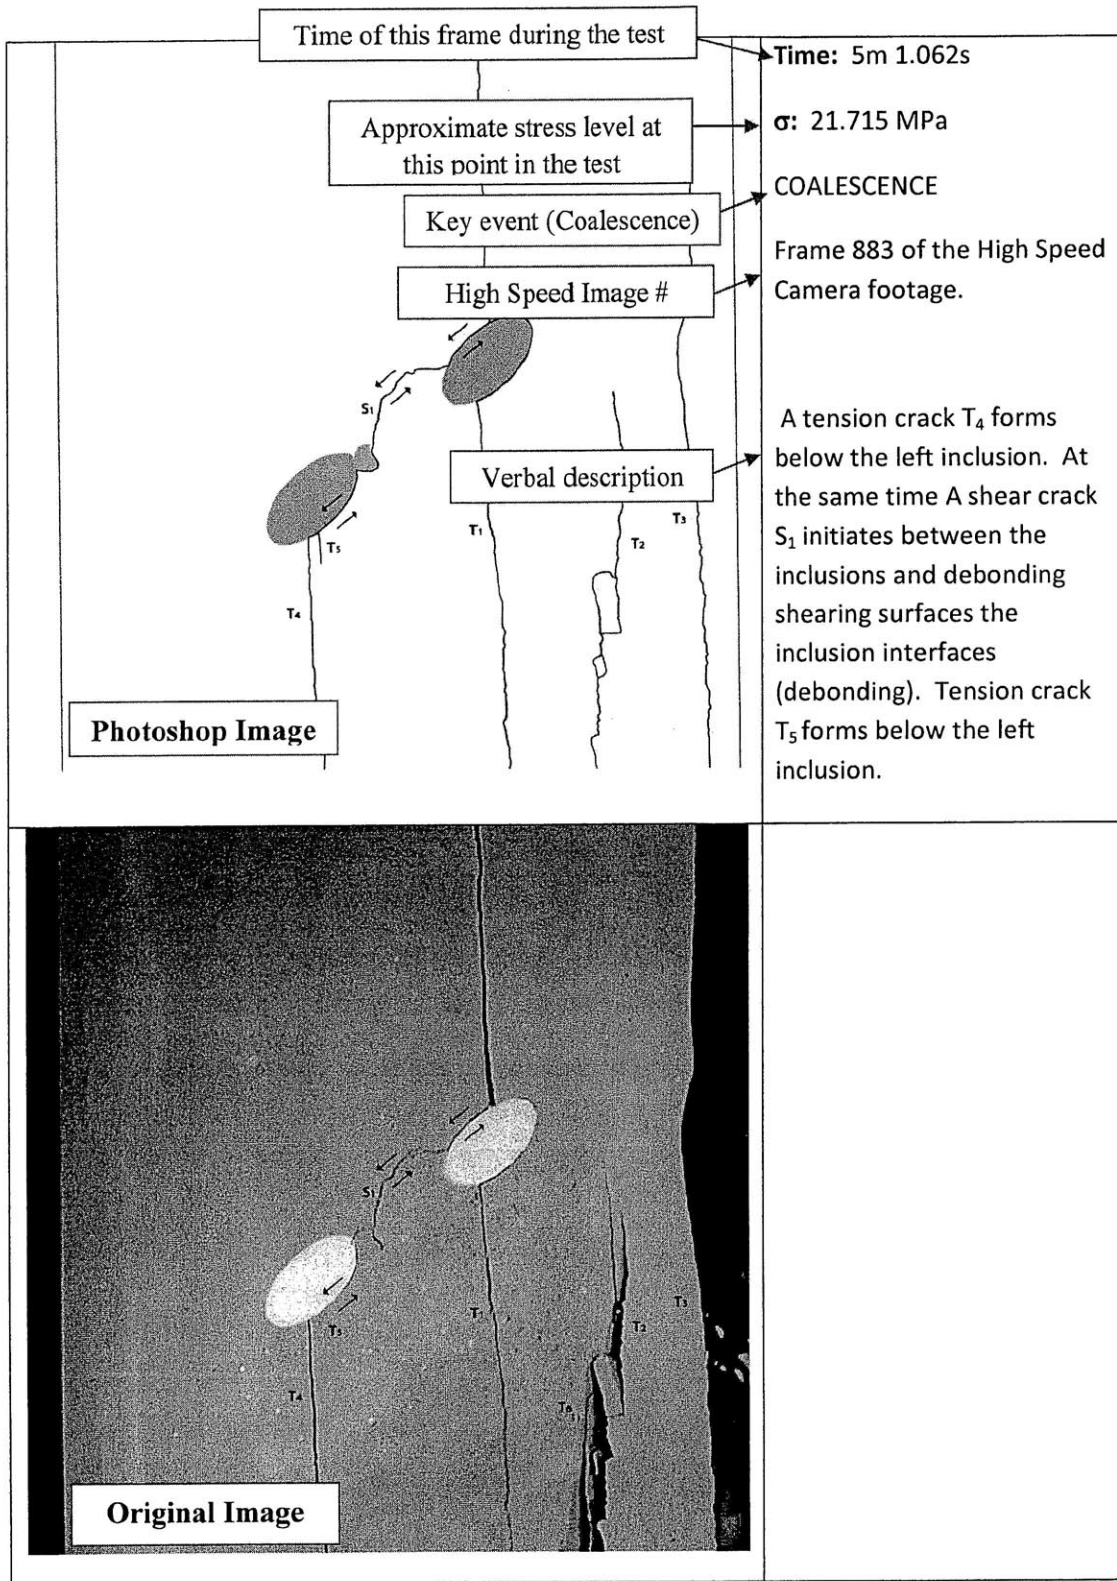 Time of this frame during the test
Time: 5m 1.062s
Approximate stress level at
this point in the test
σ: 21.715 MPa
Key event (Coalescence)
COALESCENCE
High Speed Image #
Frame 883 of the High Speed
Camera footage.
S1
Verbal description
A tension crack T4 forms
below the left inclusion. At
the same time A shear crack
S1 initiates between the
inclusions and debonding
shearing surfaces the
inclusion interfaces
(debonding). Tension crack
T5 forms below the left
inclusion.
T5
T1
T2
T3
T4
Photoshop Image
S1
T5
T1
T2
T3
T4
Original Image